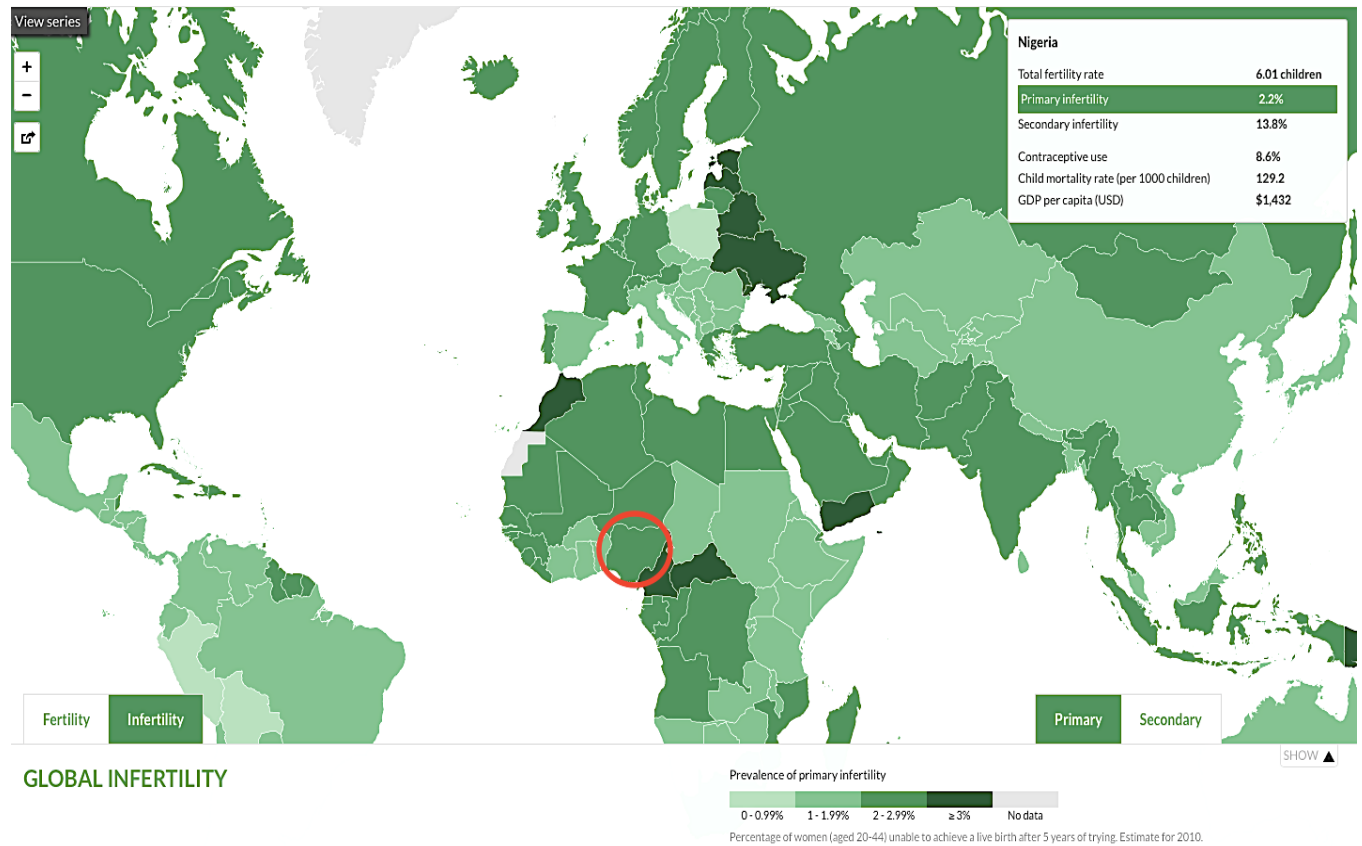 View series
+
−
Nigeria
Total fertility rate 6.01 children
Primary infertility 2.2%
Secondary infertility 13.8%
Contraceptive use 8.6%
Child mortality rate (per 1000 children) 129.2
GDP per capita (USD) $1,432
Fertility Infertility
Primary Secondary
SHOW ▲
GLOBAL INFERTILITY
Prevalence of primary infertility
0 - 0.99% 1 - 1.99% 2 - 2.99% ≥ 3% No data
Percentage of women (aged 20-44) unable to achieve a live birth after 5 years of trying. Estimate for 2010.